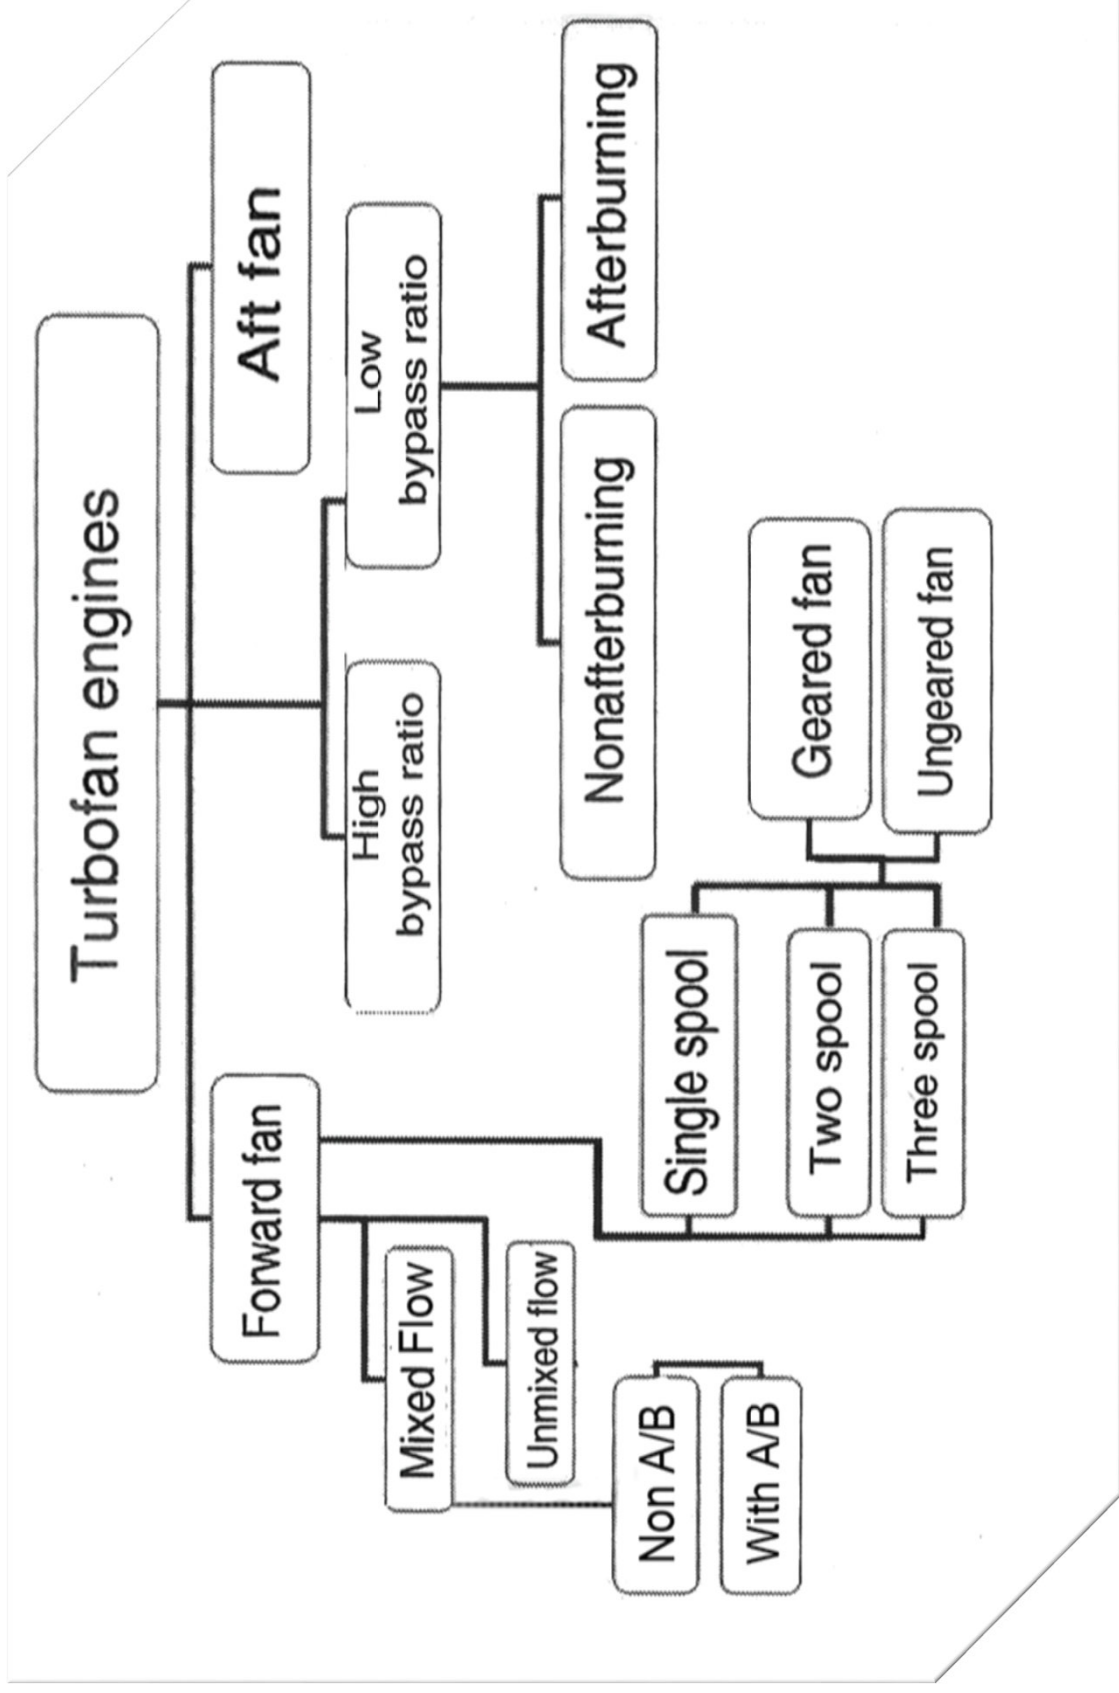 Turbofan engines
Forward fan
Aft fan
High
bypass ratio
Low
bypass ratio
Mixed Flow
Unmixed flow
Nonafterburning
Afterburning
Non A/B
With A/B
Single spool
Two spool
Three spool
Geared fan
Ungeared fan